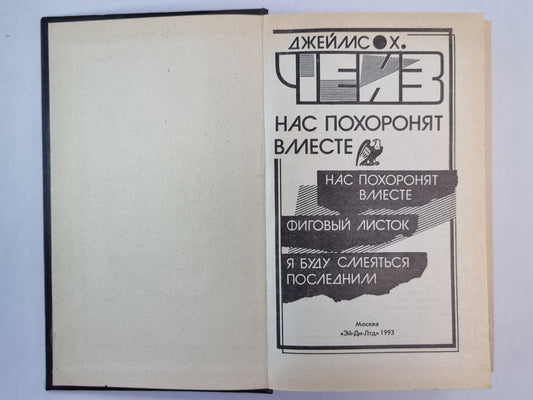 ДЖЕЙМС Х.
ЧЕЙЗ
НАС ПОХОРОНЯТ
ВМЕСТЕ
НАС ПОХОРОНЯТ
ВМЕСТЕ
ФИГОВЫЙ ЛИСТОК
Я БУДУ СМЕЯТЬСЯ
ПОСЛЕДНИМ
Москва
«Эй-Ди-Лтд» 1993